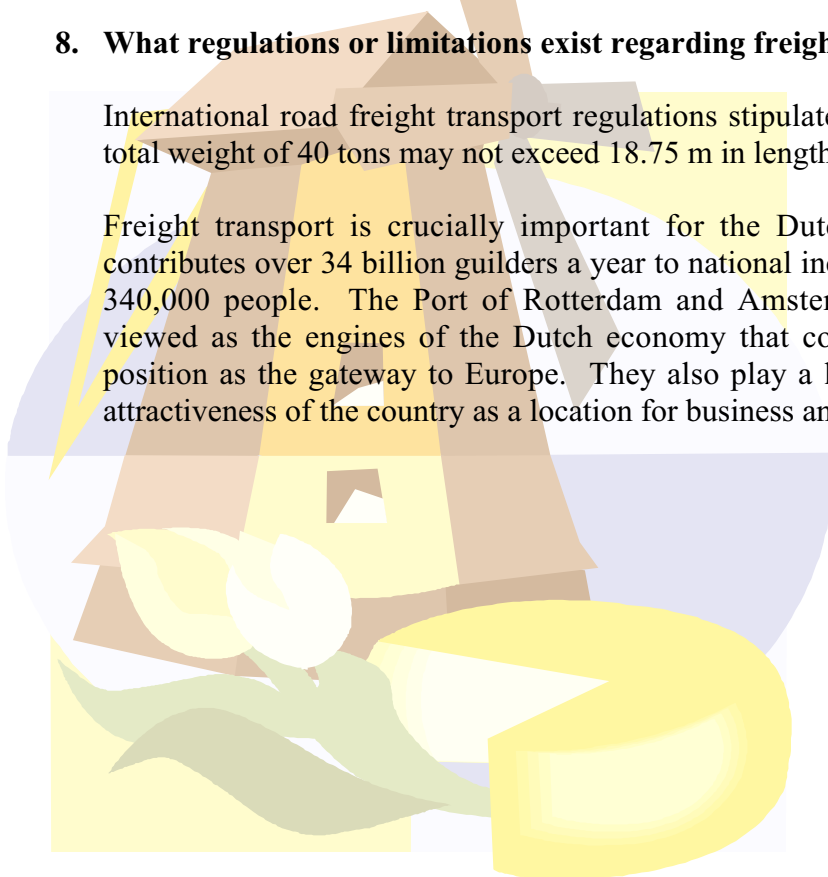 8. What regulations or limitations exist regarding freigh
International road freight transport regulations stipulate
total weight of 40 tons may not exceed 18.75 m in length
Freight transport is crucially important for the Dutc
contributes over 34 billion guilders a year to national in
340,000 people. The Port of Rotterdam and Amster
viewed as the engines of the Dutch economy that co
position as the gateway to Europe. They also play a
attractiveness of the country as a location for business an